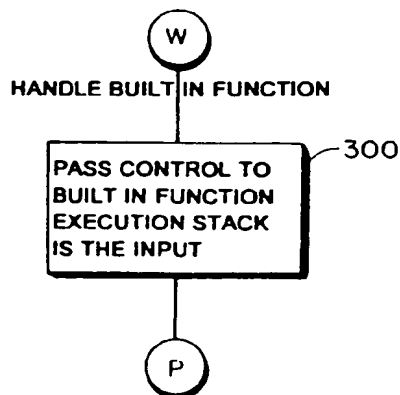 W
HANDLE BUILT IN FUNCTION
300
PASS CONTROL TO
BUILT IN FUNCTION
EXECUTION STACK
IS THE INPUT
P